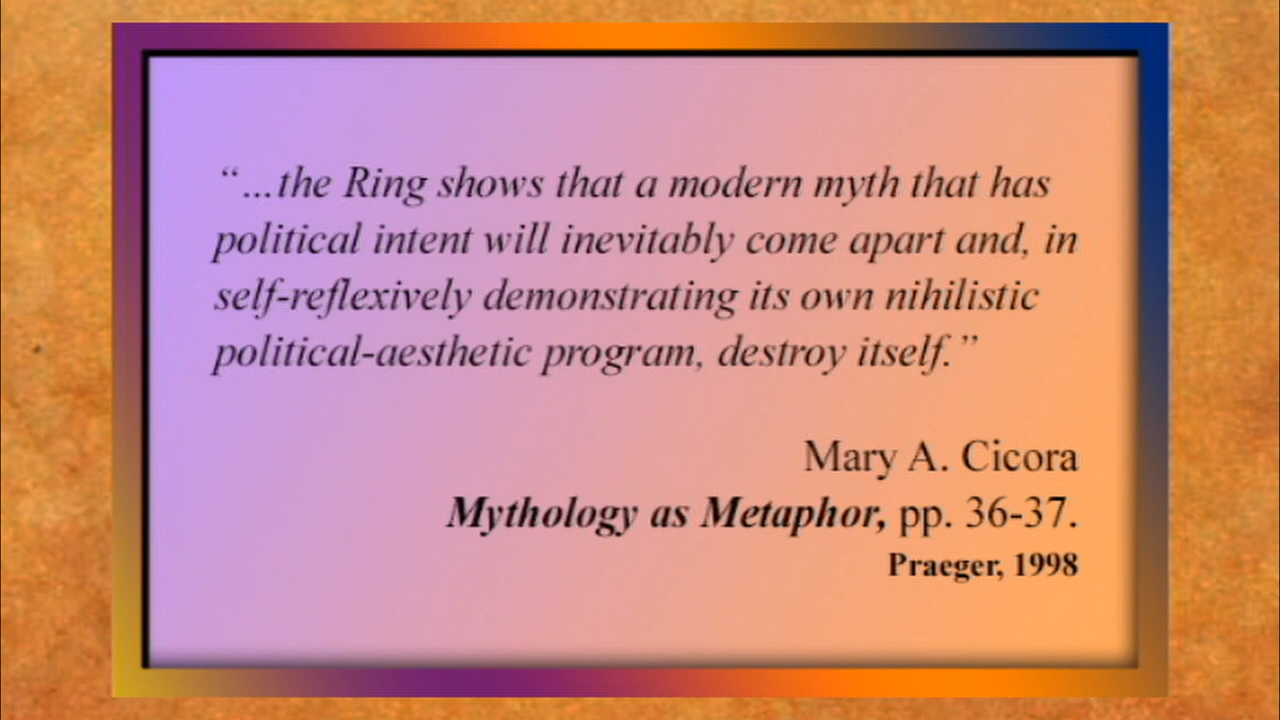 “...the Ring shows that a modern myth that has
political intent will inevitably come apart and, in
self-reflexively demonstrating its own nihilistic
political-aesthetic program, destroy itself.”
Mary A. Cicora
Mythology as Metaphor, pp. 36-37.
Praeger, 1998